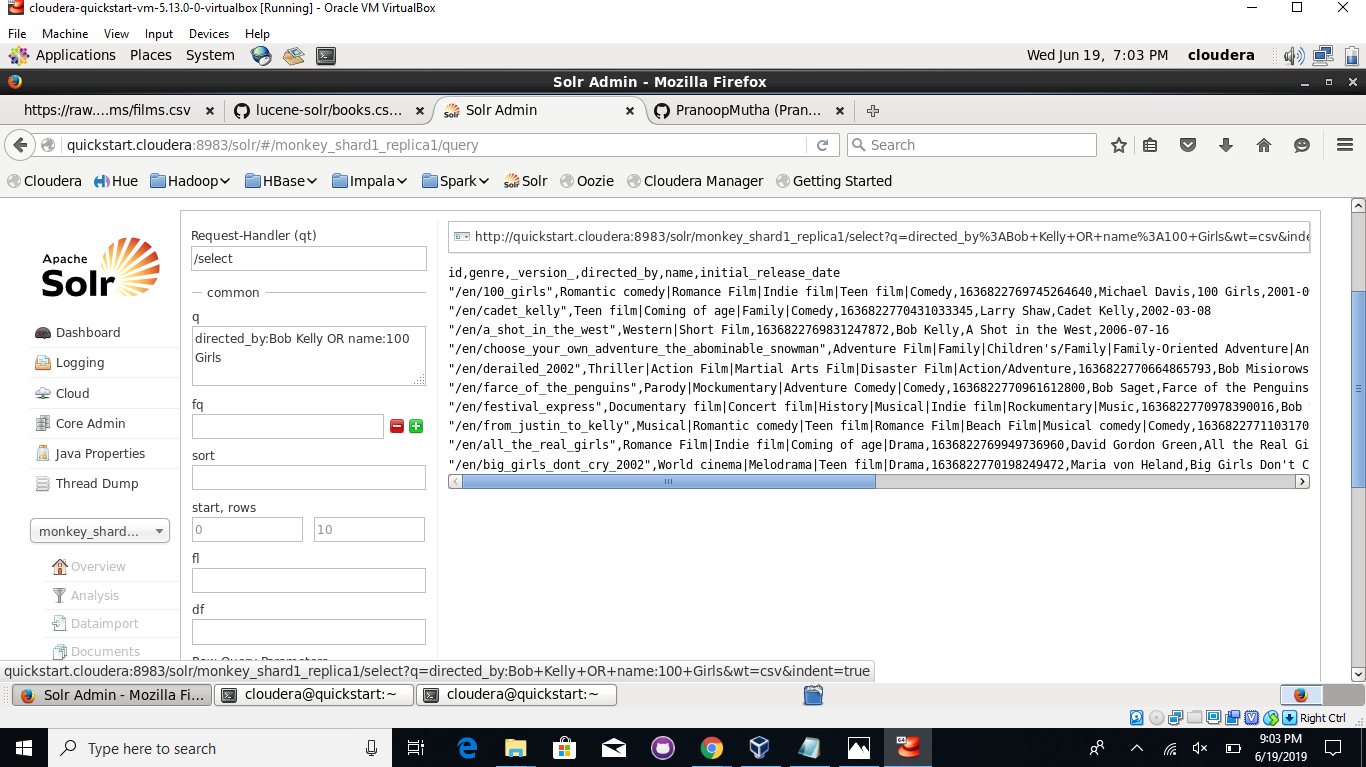 cloudera-quickstart-vm-5.13.0-0-virtualbox [Running] - Oracle VM VirtualBox
File Machine View Input Devices Help
Applications Places System Wed Jun 19, 7:03 PM cloudera
Solr Admin - Mozilla Firefox
https://raw....ms/films.csv lucene-solr/books.cs... Solr Admin PranoopMutha (Pran...
quickstart.cloudera:8983/solr/#/monkey_shard1_replica1/query Search
Cloudera Hue Hadoop HBase Impala Spark Solr Oozie Cloudera Manager Getting Started
Apache
Solr
Dashboard
Logging
Cloud
Core Admin
Java Properties
Thread Dump
monkey_shard...
Overview
Analysis
Dataimport
Documents
Request-Handler (qt)
/select
common
q
directed_by:Bob Kelly OR name:100
Girls
fq
sort
start, rows
0 10
fl
df
http://quickstart.cloudera:8983/solr/monkey_shard1_replica1/select?q=directed_by%3ABob+Kelly+OR+name%3A100+Girls&wt=csv&inde
id,genre,_version_,directed_by,name,initial_release_date
"/en/100_girls",Romantic comedy|Romance Film|Indie film|Teen film|Comedy,1636822769745264640,Michael Davis,100 Girls,2001-0
"/en/cadet_kelly",Teen film|Coming of age|Family|Comedy,1636822770431033345,Larry Shaw,Cadet Kelly,2002-03-08
"/en/a_shot_in_the_west",Western|Short Film,1636822769831247872,Bob Kelly,A Shot in the West,2006-07-16
"/en/choose_your_own_adventure_the_abominable_snowman",Adventure Film|Family|Children's/Family|Family-Oriented Adventure|An
"/en/derailed_2002",Thriller|Action Film|Martial Arts Film|Disaster Film|Action/Adventure,1636822770664865793,Bob Misiorows
"/en/farce_of_the_penguins",Parody|Mockumentary|Adventure Comedy|Comedy,1636822770961612800,Bob Saget,Farce of the Penguins
"/en/festival_express",Documentary film|Concert film|History|Musical|Indie film|Rockumentary|Music,1636822770978390016,Bob
"/en/from_justin_to_kelly",Musical|Romantic comedy|Teen film|Romance Film|Beach Film|Musical comedy|Comedy,1636822771103170
"/en/all_the_real_girls",Romance Film|Indie film|Coming of age|Drama,1636822769949736960,David Gordon Green,All the Real Gi
"/en/big_girls_dont_cry_2002",World cinema|Melodrama|Teen film|Drama,1636822770198249472,Maria von Heland,Big Girls Don't C
quickstart.cloudera:8983/solr/monkey_shard1_replica1/select?q=directed_by:Bob+Kelly+OR+name:100+Girls&wt=csv&indent=true
Solr Admin - Mozilla Fi... cloudera@quickstart:~ cloudera@quickstart:~
Right Ctrl
Type here to search
9:03 PM
6/19/2019